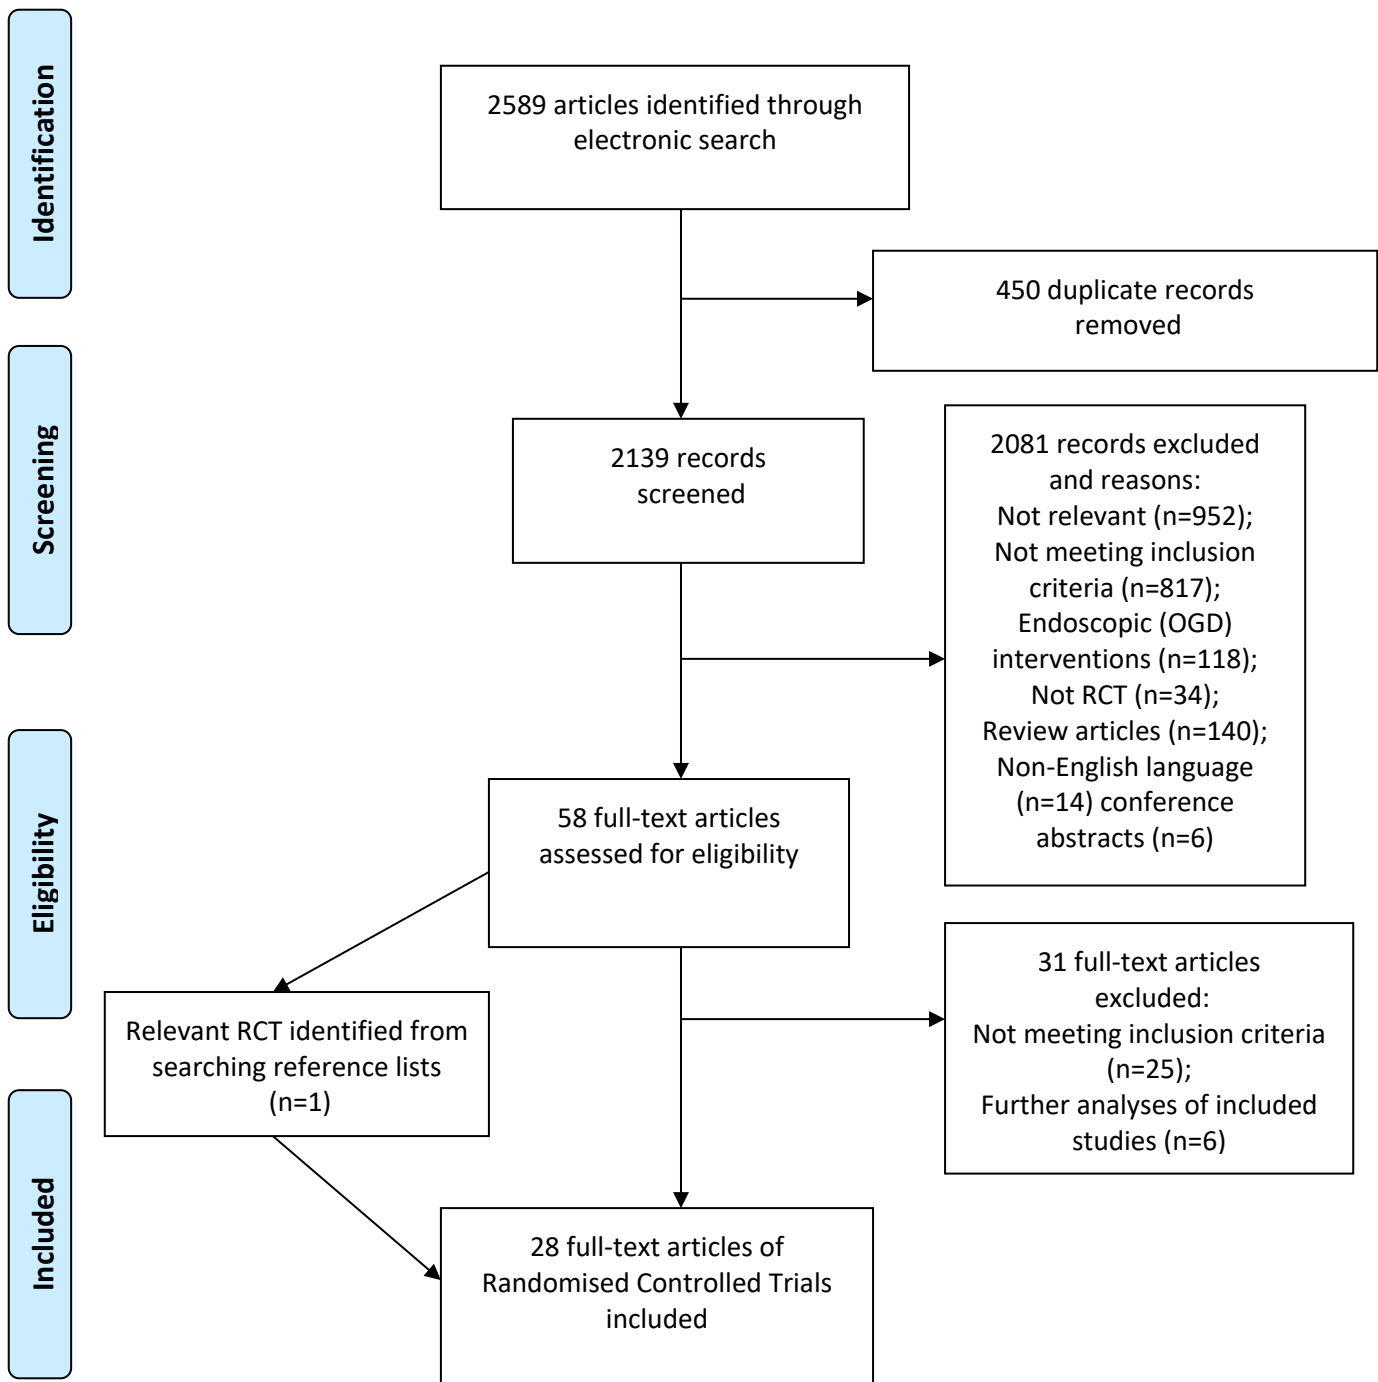 Identification
2589 articles identified through
electronic search
450 duplicate records
removed
Screening
2139 records
screened
2081 records excluded
and reasons:
Not relevant (n=952);
Not meeting inclusion
criteria (n=817);
Endoscopic (OGD)
interventions (n=118);
Not RCT (n=34);
Review articles (n=140);
Non-English language
(n=14) conference
abstracts (n=6)
Eligibility
58 full-text articles
assessed for eligibility
31 full-text articles
excluded:
Not meeting inclusion criteria
(n=25);
Further analyses of included
studies (n=6)
Relevant RCT identified from
searching reference lists
(n=1)
Included
28 full-text articles of
Randomised Controlled Trials
included